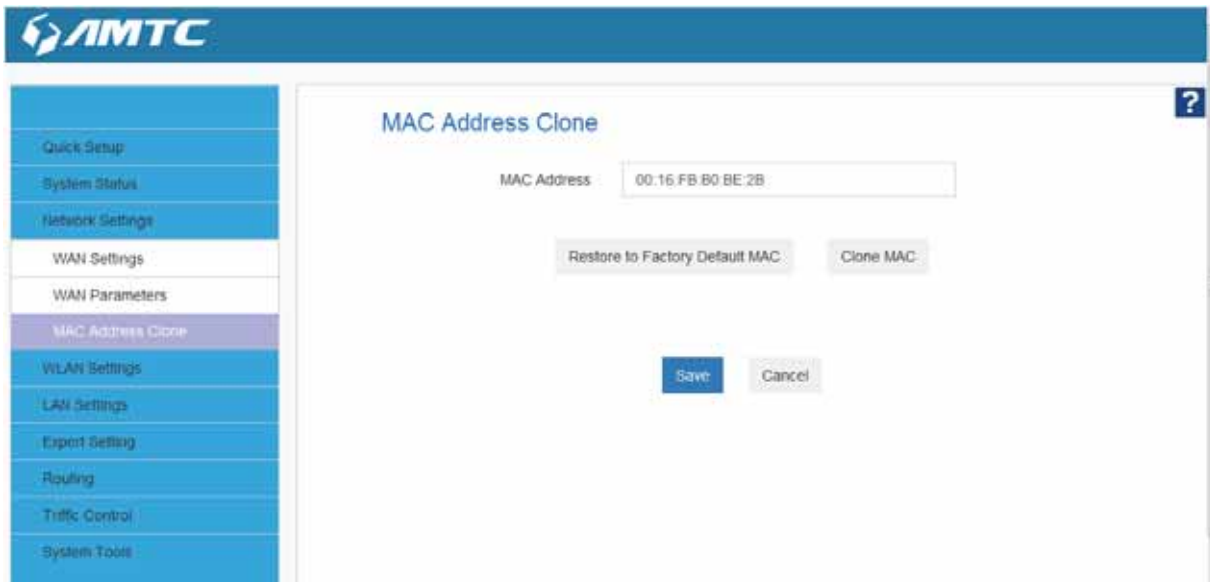 AMTC
?
Quick Setup
System Status
Network Settings
WAN Settings
WAN Parameters
MAC Address Clone
WLAN Settings
LAN Settings
Expert Setting
Routing
Triffic Control
System Tools
MAC Address Clone
MAC Address 00:16:FB:B0:BE:2B
Restore to Factory Default MAC Clone MAC
Save Cancel